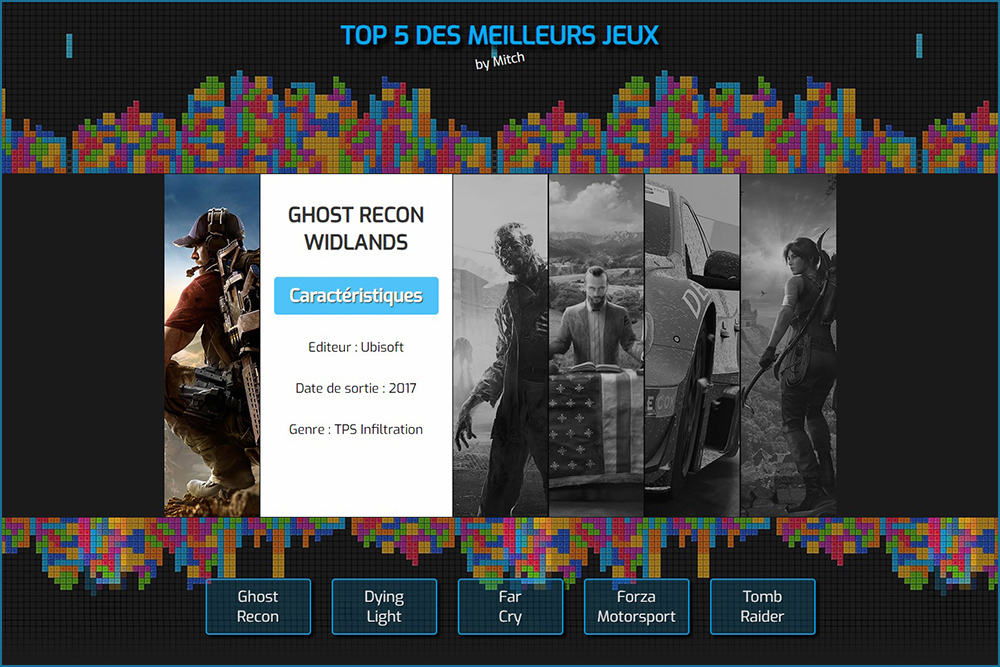 TOP 5 DES MEILLEURS JEUX
by Mitch
GHOST RECON
WIDLANDS
Caractéristiques
Editeur : Ubisoft
Date de sortie : 2017
Genre : TPS Infiltration
Ghost
Recon
Dying
Light
Far
Cry
Forza
Motorsport
Tomb
Raider